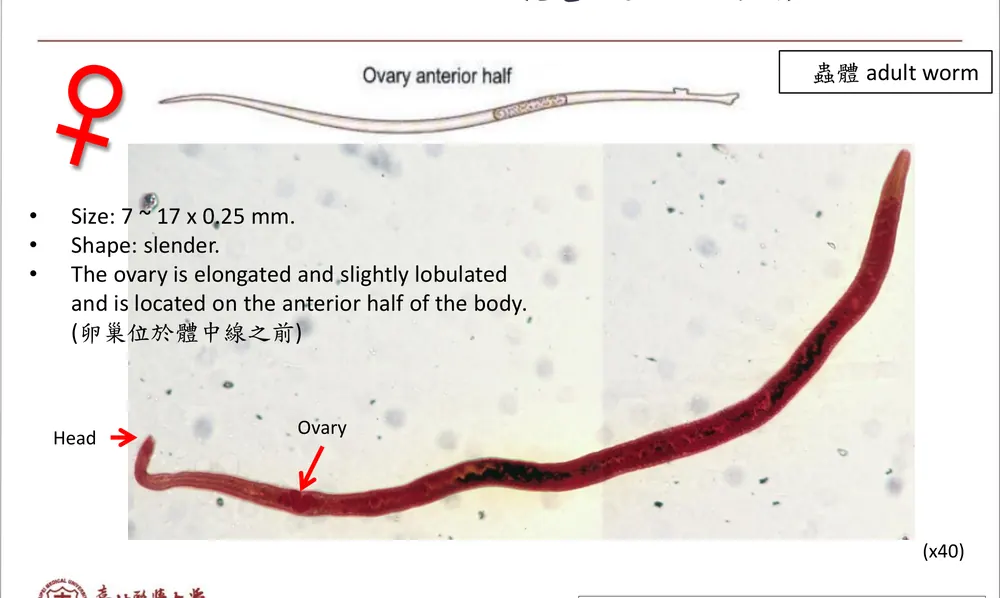 Ovary anterior half
蟲體 adult worm
• Size: 7 ~ 17 x 0.25 mm.
• Shape: slender.
• The ovary is elongated and slightly lobulated
and is located on the anterior half of the body.
(卵巢位於體中線之前)
Head
Ovary
(x40)